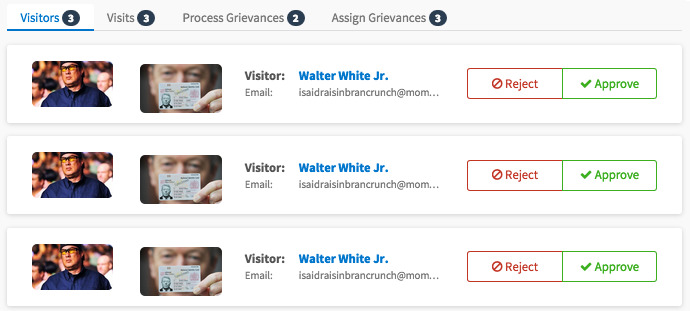 Visitors 3 Visits 3 Process Grievances 2 Assign Grievances 3
Visitor: Walter White Jr.
Email: isaidraisinbrancrunch@mom...
Reject Approve
Visitor: Walter White Jr.
Email: isaidraisinbrancrunch@mom...
Reject Approve
Visitor: Walter White Jr.
Email: isaidraisinbrancrunch@mom...
Reject Approve